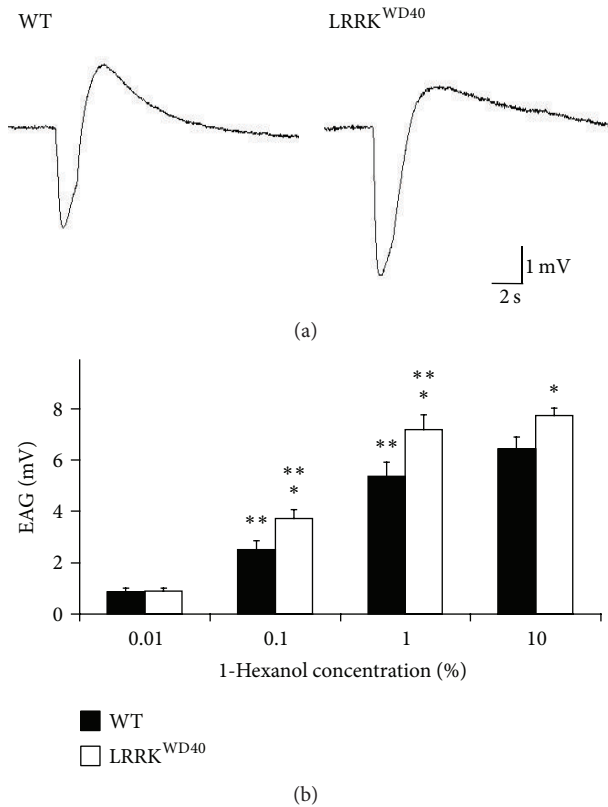 WT
LRRK^WD40
1 mV
2 s
(a)
EAG (mV)
8
6
4
2
0
**
**
*
**
**
*
*
0.01 0.1 1 10
1-Hexanol concentration (%)
WT
LRRK^WD40
(b)